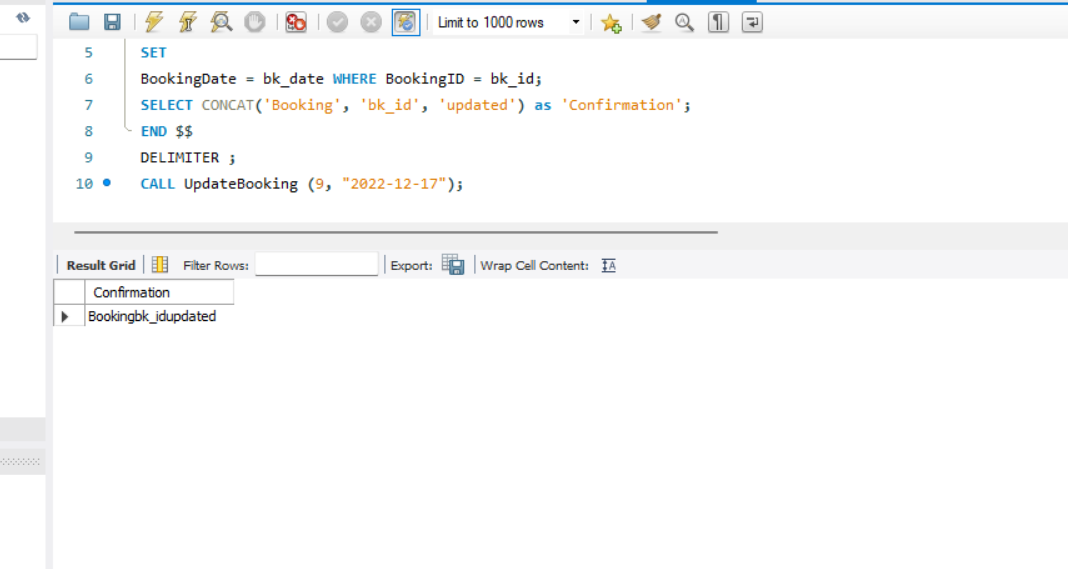 Limit to 1000 rows
5 SET
6 BookingDate = bk_date WHERE BookingID = bk_id;
7 SELECT CONCAT('Booking', 'bk_id', 'updated') as 'Confirmation';
8 END $$
9 DELIMITER ;
10 CALL UpdateBooking (9, "2022-12-17");
Result Grid Filter Rows: Export: Wrap Cell Content:
Confirmation
Bookingbk_idupdated